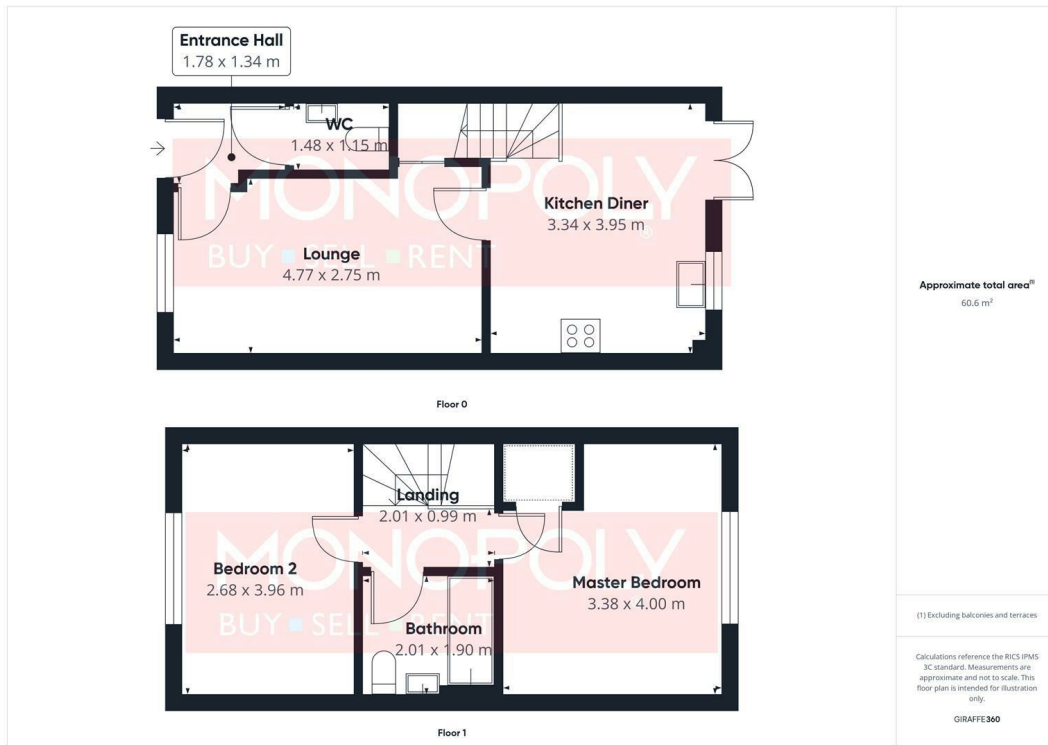 Entrance Hall
1.78 x 1.34 m
WC
1.48 x 1.15 m
MONOPOLY
BUY SELL RENT
Kitchen Diner
3.34 x 3.95 m
Lounge
4.77 x 2.75 m
Floor 0
Landing
2.01 x 0.99 m
MONOPOLY
BUY SELL RENT
Bedroom 2
2.68 x 3.96 m
Master Bedroom
3.38 x 4.00 m
Bathroom
2.01 x 1.90 m
Floor 1
Approximate total area(1)
60.6 m²
(1) Excluding balconies and terraces
Calculations reference the RICS IPMS
3C standard. Measurements are
approximate and not to scale. This
floor plan is intended for illustration
only.
GIRAFFE360